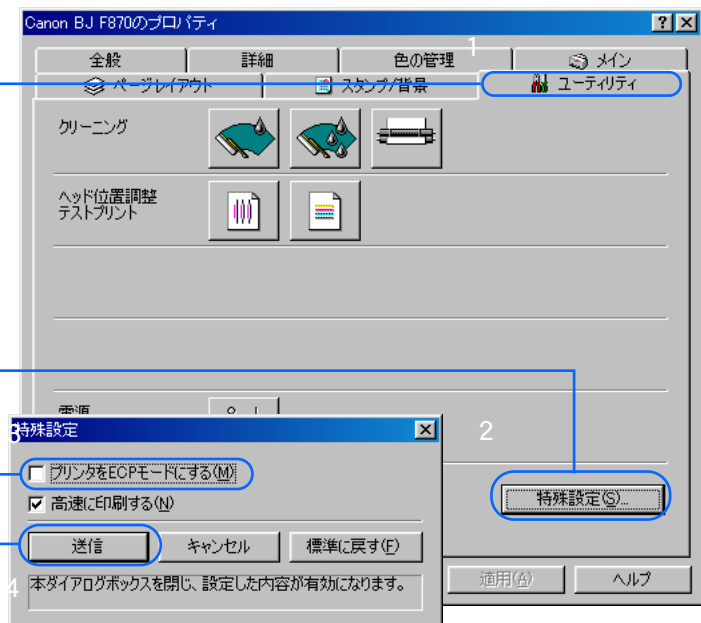 Canon BJ F870のプロパティ
1
全般 詳細 色の管理 メイン
ページレイアウト スタンプ/背景 ユーティリティ
クリーニング
ヘッド位置調整
テストプリント
電源
特殊設定
3
2
プリンタをECPモードにする(M)
高速に印刷する(N)
特殊設定(S)...
送信 キャンセル 標準に戻す(F)
適用(A) ヘルプ
4
本ダイアログボックスを閉じ、設定した内容が有効になります。